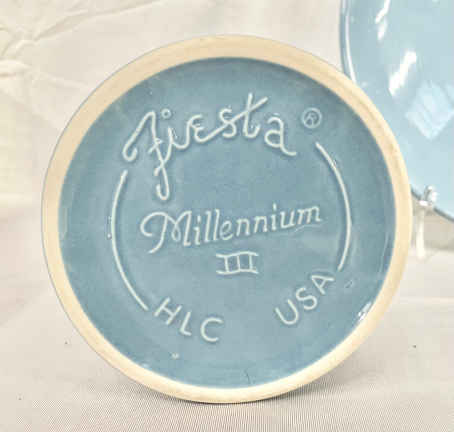 Fiesta ®
Millennium
III
HLC USA